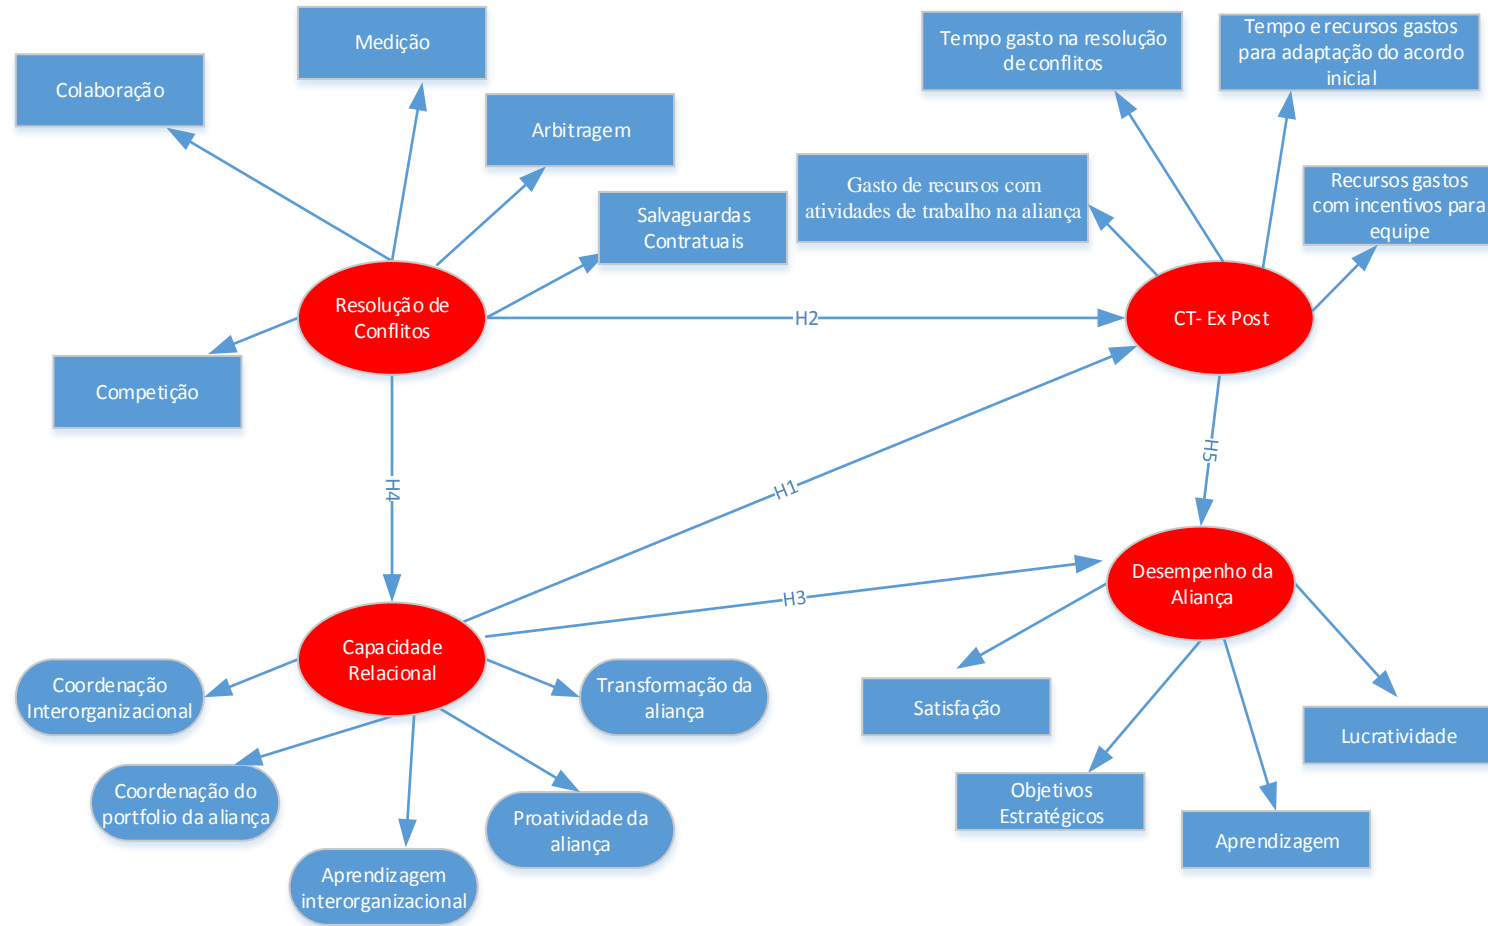 Medição
Colaboração
Arbitragem
Salvaguardas
Contratuais
Resolução de
Conflitos
Competição
Tempo gasto na resolução
de conflitos
Tempo e recursos gastos
para adaptação do acordo
inicial
Gasto de recursos com
atividades de trabalho na aliança
Recursos gastos
com incentivos para
equipe
CT- Ex Post
H2
H4
H1
H5
H3
Desempenho da
Aliança
Capacidade
Relacional
Coordenação
Interorganizacional
Transformação da
aliança
Coordenação do
portfolio da aliança
Proatividade da
aliança
Aprendizagem
interorganizacional
Satisfação
Lucratividade
Objetivos
Estratégicos
Aprendizagem